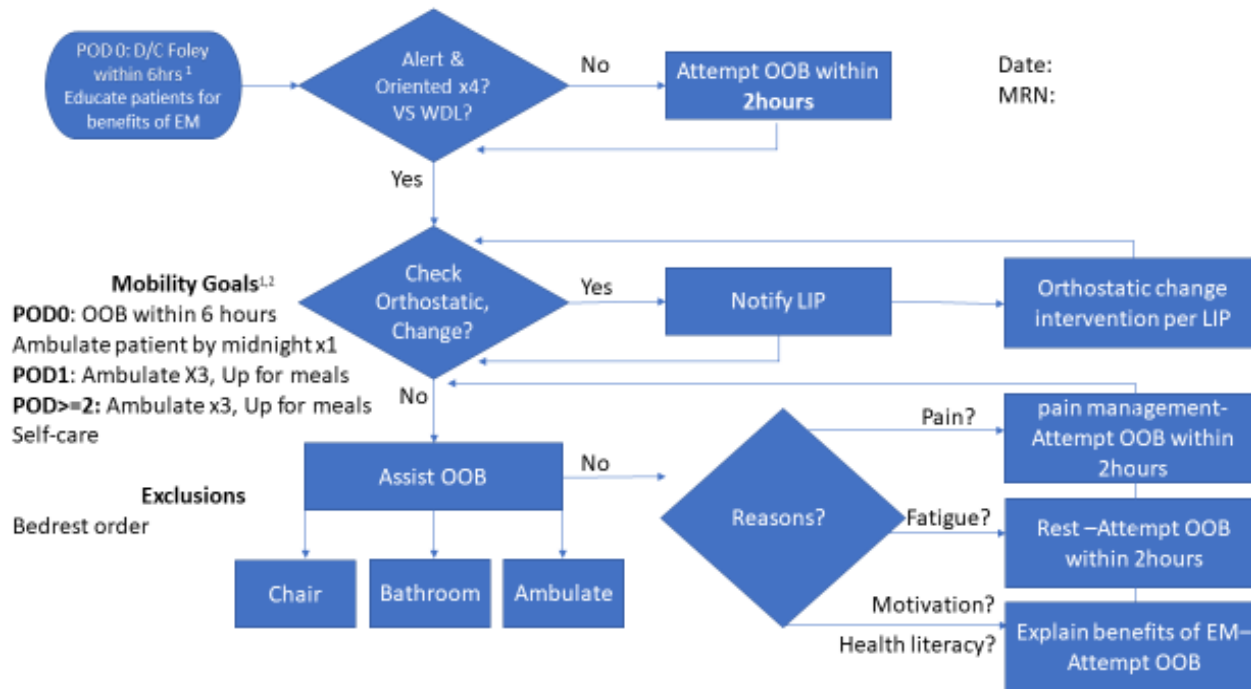 POD 0: D/C Foley
within 6hrs 1
Educate patients for
benefits of EM
Alert &
Oriented x4?
VS WDL?
No
Attempt OOB within
2hours
Date:
MRN:
Yes
Check
Orthostatic,
Change?
Yes
Notify LIP
Orthostatic change
intervention per LIP
Mobility Goals1,2
POD0: OOB within 6 hours
Ambulate patient by midnight x1
POD1: Ambulate X3, Up for meals
POD>=2: Ambulate x3, Up for meals
Self-care
No
Exclusions
Bedrest order
Assist OOB
No
Chair
Bathroom
Ambulate
Reasons?
Pain?
pain management-
Attempt OOB within
2hours
Fatigue?
Rest –Attempt OOB
within 2hours
Motivation?
Health literacy?
Explain benefits of EM–
Attempt OOB